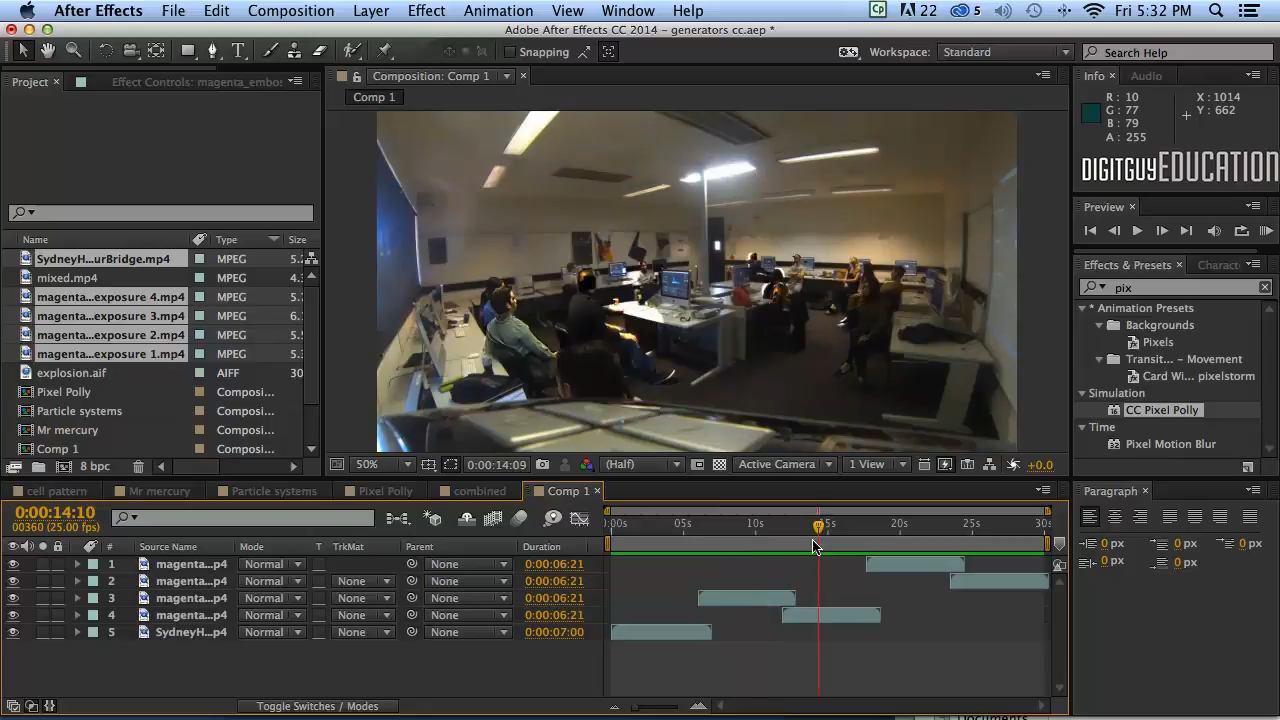 After Effects File Edit Composition Layer Effect Animation View Window Help 22 5 Fri 5:32 PM
Adobe After Effects CC 2014 – generators cc.aep *
Snapping Workspace: Standard Search Help
Project × Effect Controls: magenta_embo
Composition: Comp 1 ×
Info × Audio
Comp 1
R : 10 X : 1014
G : 77 Y : 662
B : 79
A : 255
DIGITGUYEDUCATION
Preview ×
Name Type Size
SydneyH...urBridge.mp4 MPEG 5.
mixed.mp4 MPEG 4.
magenta...exposure 4.mp4 MPEG 5.
magenta...exposure 3.mp4 MPEG 6.
magenta...exposure 2.mp4 MPEG 5.
magenta...exposure 1.mp4 MPEG 5.
explosion.aif AIFF 30
Pixel Polly Composi...
Particle systems Composi...
Mr mercury Composi...
Comp 1 Composi...
8 bpc
Effects & Presets × Charact
pix
* Animation Presets
Backgrounds
Pixels
Transit... – Movement
Card Wi...pixelstorm
Simulation
CC Pixel Polly
Time
Pixel Motion Blur
50% 0:00:14:09 (Half) Active Camera 1 View +0.0
cell pattern Mr mercury Particle systems Pixel Polly combined Comp 1 ×
Paragraph ×
0:00:14:10
00360 (25.00 fps)
:00s 05s 10s 5s 20s 25s 30s
# Source Name Mode T TrkMat Parent Duration
1 magenta...p4 Normal None 0:00:06:21
2 magenta...p4 Normal None None 0:00:06:21
3 magenta...p4 Normal None None 0:00:06:21
4 magenta...p4 Normal None None 0:00:06:21
5 SydneyH...p4 Normal None None 0:00:07:00
0 px 0 px 0 px
0 px 0 px
Toggle Switches / Modes